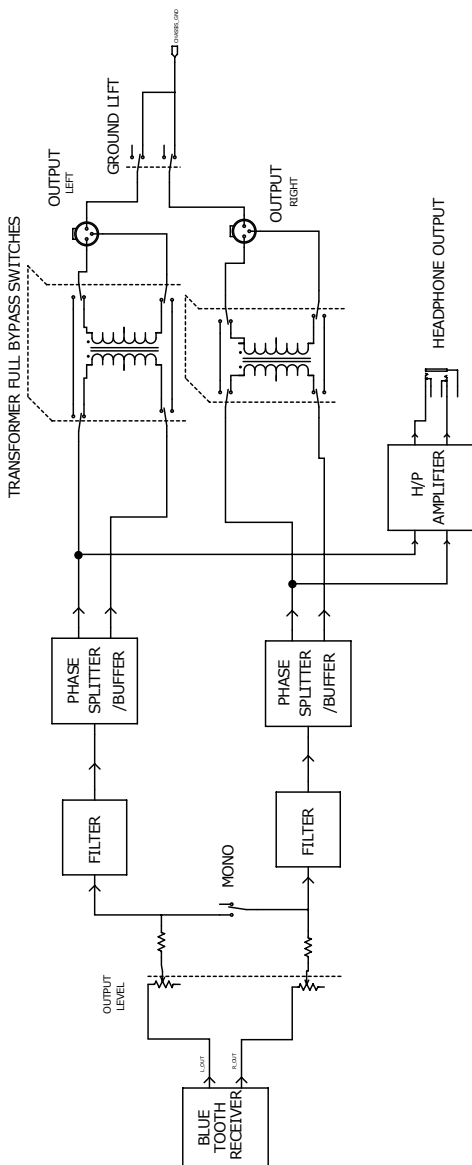 BLUE
TOOTH
RECEIVER
L_OUT
R_OUT
OUTPUT
LEVEL
MONO
FILTER
FILTER
PHASE
SPLITTER
/BUFFER
PHASE
SPLITTER
/BUFFER
TRANSFORMER FULL BYPASS SWITCHES
OUTPUT
LEFT
GROUND LIFT
CHASSIS_GND
OUTPUT
RIGHT
H/P
AMPLIFIER
HEADPHONE OUTPUT